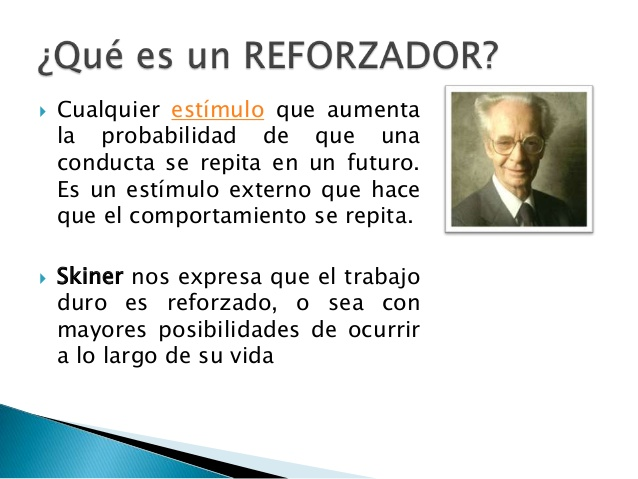 ¿Qué es un REFORZADOR?
Cualquier estímulo que aumenta
la probabilidad de que una
conducta se repita en un futuro.
Es un estímulo externo que hace
que el comportamiento se repita.
Skiner nos expresa que el trabajo
duro es reforzado, o sea con
mayores posibilidades de ocurrir
a lo largo de su vida